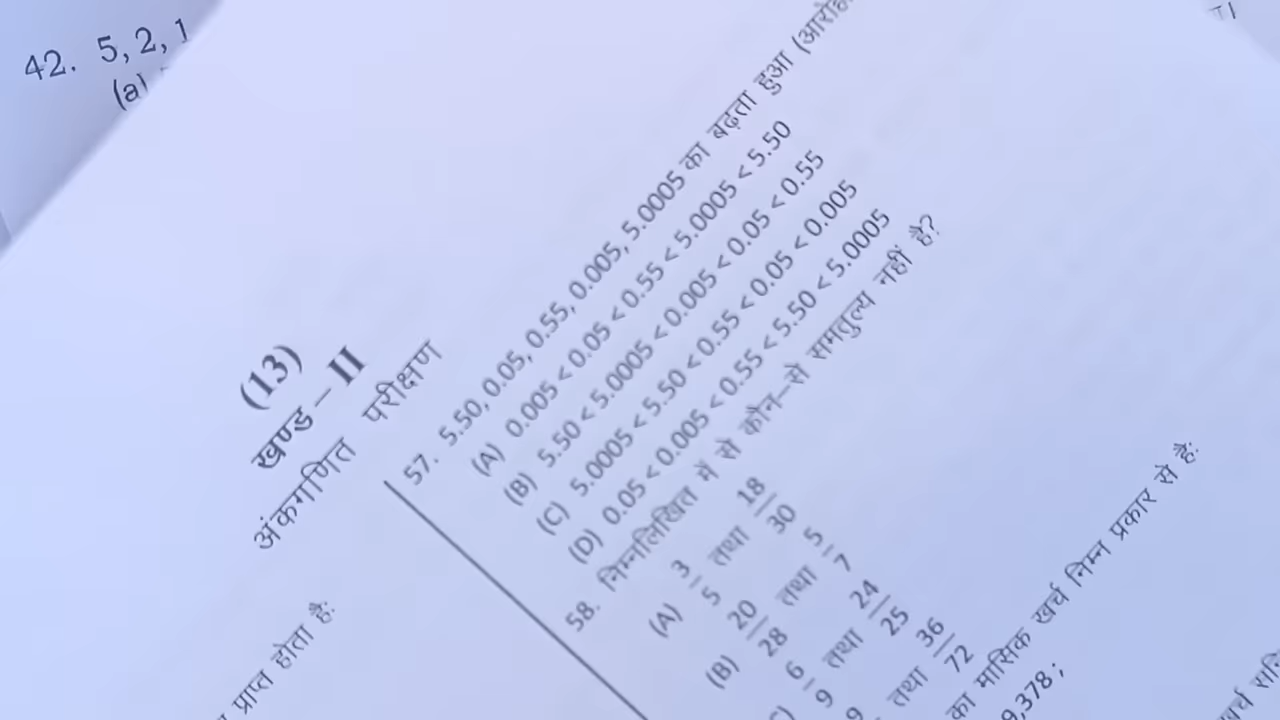 42. 5, 2, 1
(a)
(13)
खण्ड – II
अंकगणित परीक्षण
प्राप्त होता है:
57. 5.50, 0.05, 0.55, 0.005, 5.0005 का बढ़ता हुआ
(A) 0.005 < 0.05 < 0.55 < 5.0005 < 5.50
(B) 5.50 < 5.0005 < 0.005 < 0.05 < 0.55
(C) 5.0005 < 5.50 < 0.55 < 0.05 < 0.005
(D) 0.05 < 0.005 < 0.55 < 5.50 < 5.0005
58. निम्नलिखित में से कौन–से समतुल्य नहीं है?
(A) 3/5 तथा 18/30
(B) 20/28 तथा 5/7
6/9 तथा 24/25
9 तथा 36/72
का मासिक खर्च निम्न प्रकार से है:
9,378 ;